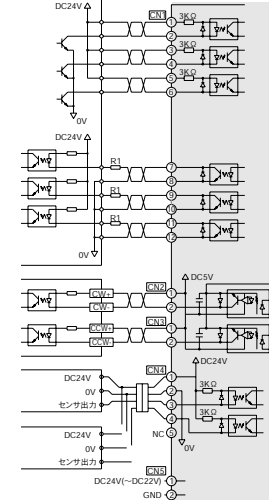 DC24V
CN1
① 3KΩ
②
③ 3KΩ
④
⑤ 3KΩ
⑥
0V
DC24V
R1 ⑦
⑧
R1 ⑨
⑩
R1 ⑪
⑫
0V
DC5V
CN2
CW+ ①
CW- ②
CN3
CCW+ ①
CCW- ②
DC24V
CN4
DC24V ①
0V ②
センサ出力 ③
3KΩ
④
3KΩ
DC24V NC ⑤
0V
0V
センサ出力
CN5
DC24V(～DC22V) ①
GND ②